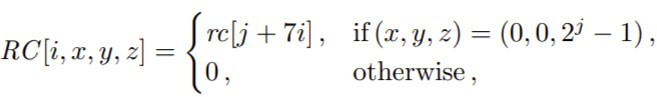 RC[i, x, y, z] = { rc[j + 7i] , if (x, y, z) = (0, 0, 2^j − 1) ,
0 , otherwise ,